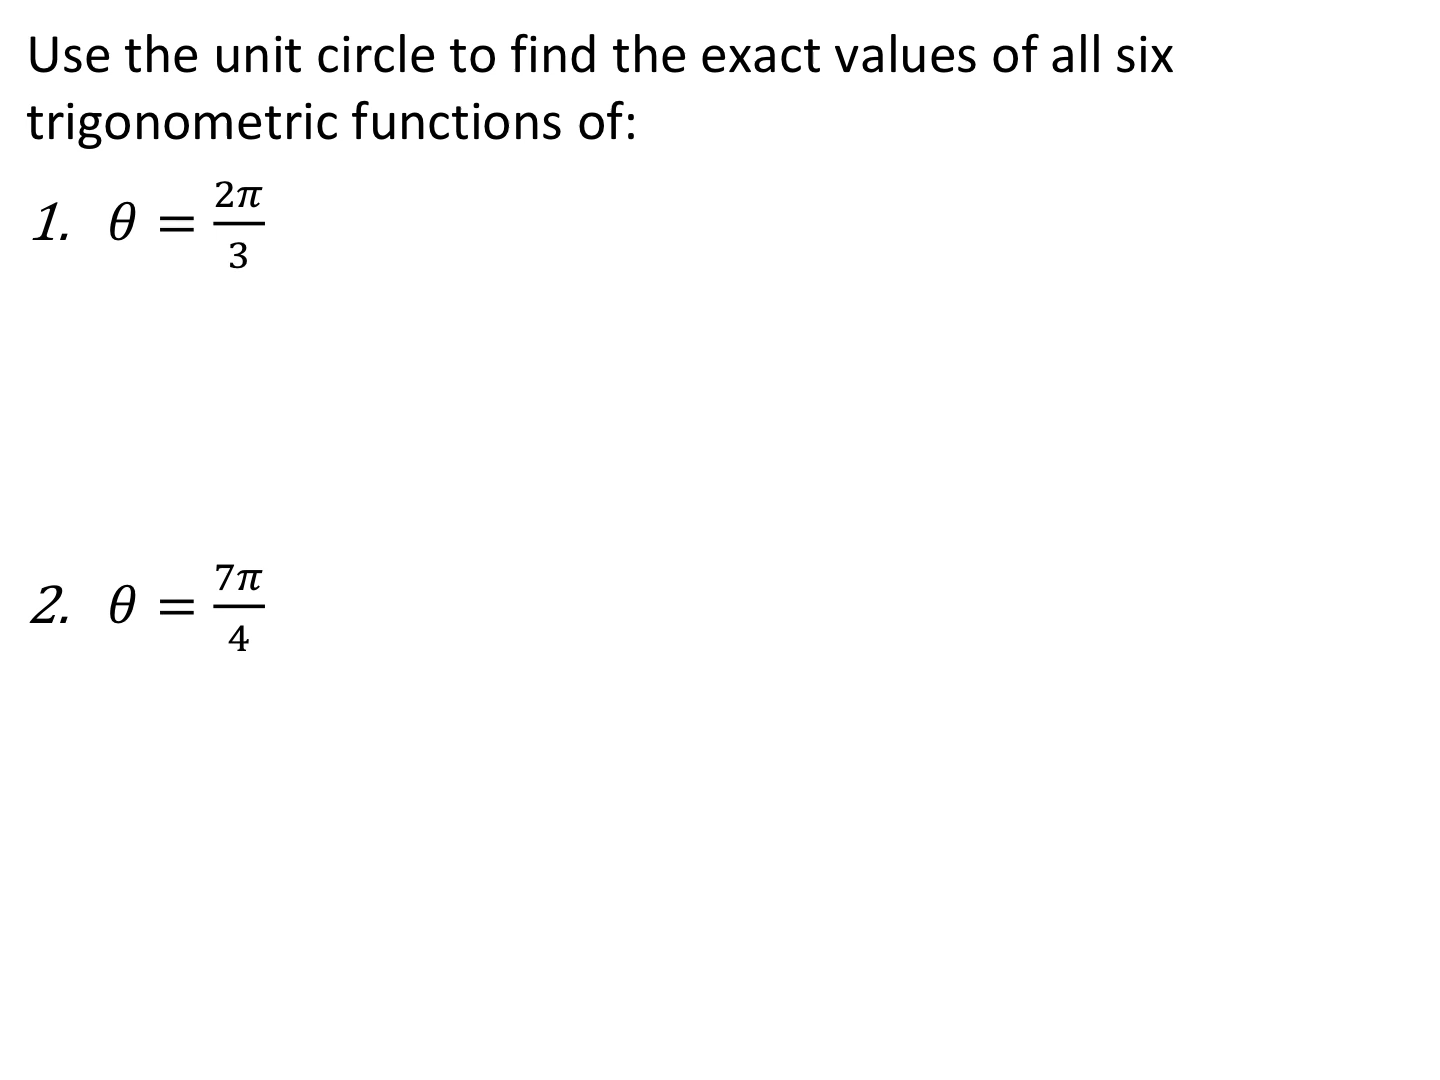 Use the unit circle to find the exact values of all six
trigonometric functions of:
1. θ = 2π/3
2. θ = 7π/4